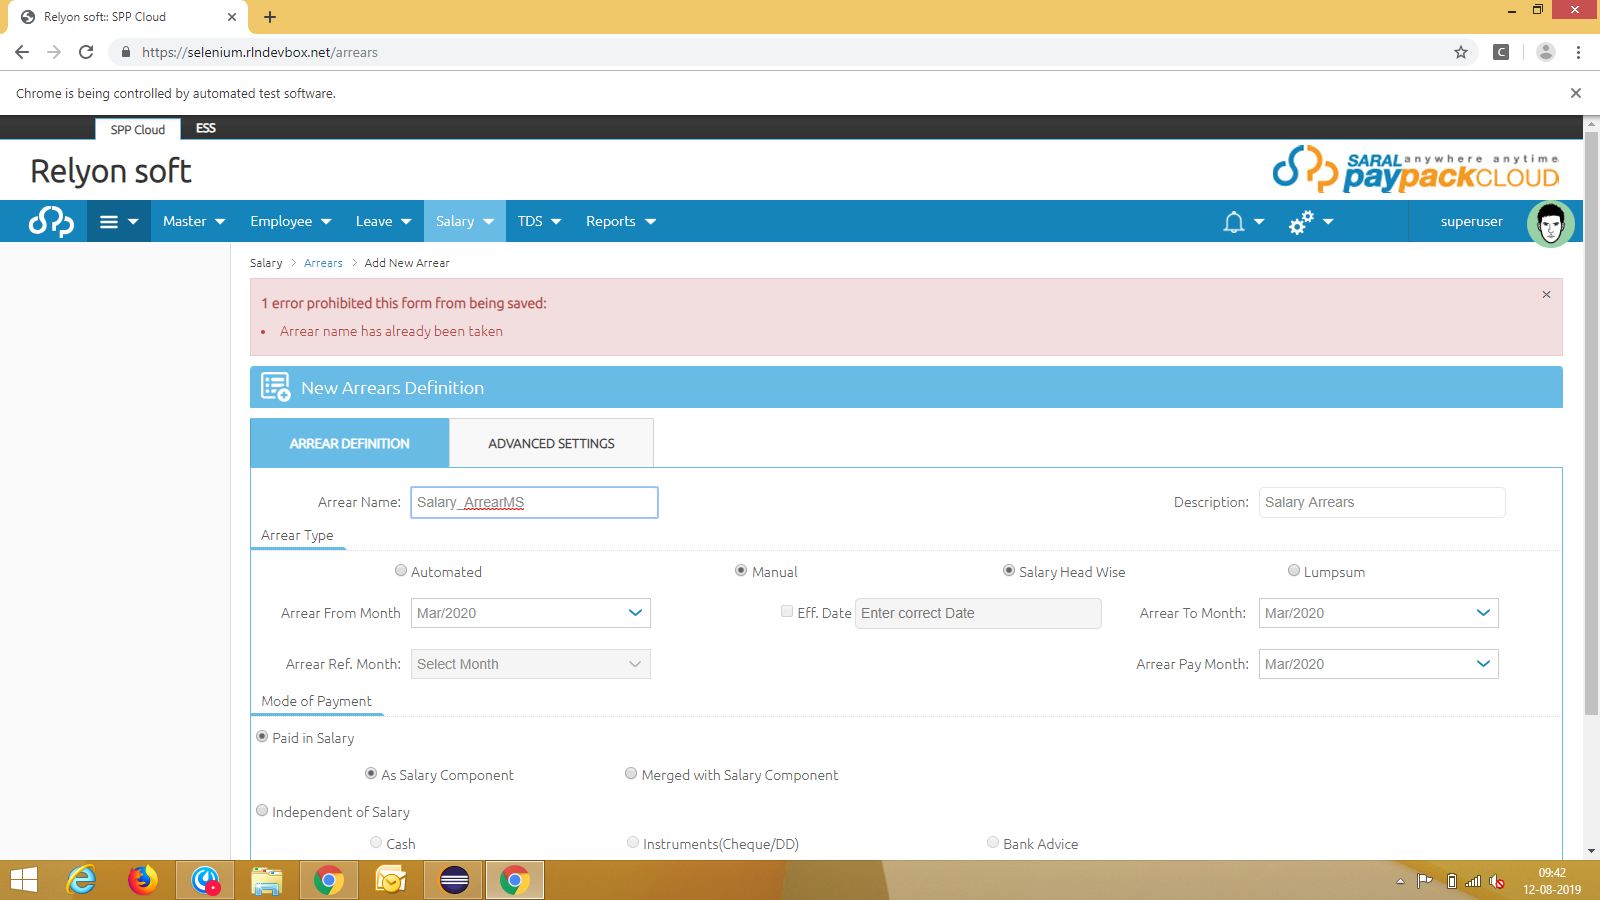 Relyon soft:: SPP Cloud
https://selenium.rlndevbox.net/arrears
C
Chrome is being controlled by automated test software.
SPP Cloud ESS
Relyon soft
SARAL anywhere anytime
paypackCLOUD
Master Employee Leave Salary TDS Reports superuser
Salary > Arrears > Add New Arrear
1 error prohibited this form from being saved:
• Arrear name has already been taken
New Arrears Definition
ARREAR DEFINITION ADVANCED SETTINGS
Arrear Name: Salary_ArrearMS Description: Salary Arrears
Arrear Type
Automated Manual Salary Head Wise Lumpsum
Arrear From Month Mar/2020 Eff. Date Enter correct Date Arrear To Month: Mar/2020
Arrear Ref. Month: Select Month Arrear Pay Month: Mar/2020
Mode of Payment
Paid in Salary
As Salary Component Merged with Salary Component
Independent of Salary
Cash Instruments(Cheque/DD) Bank Advice
09:42
12-08-2019